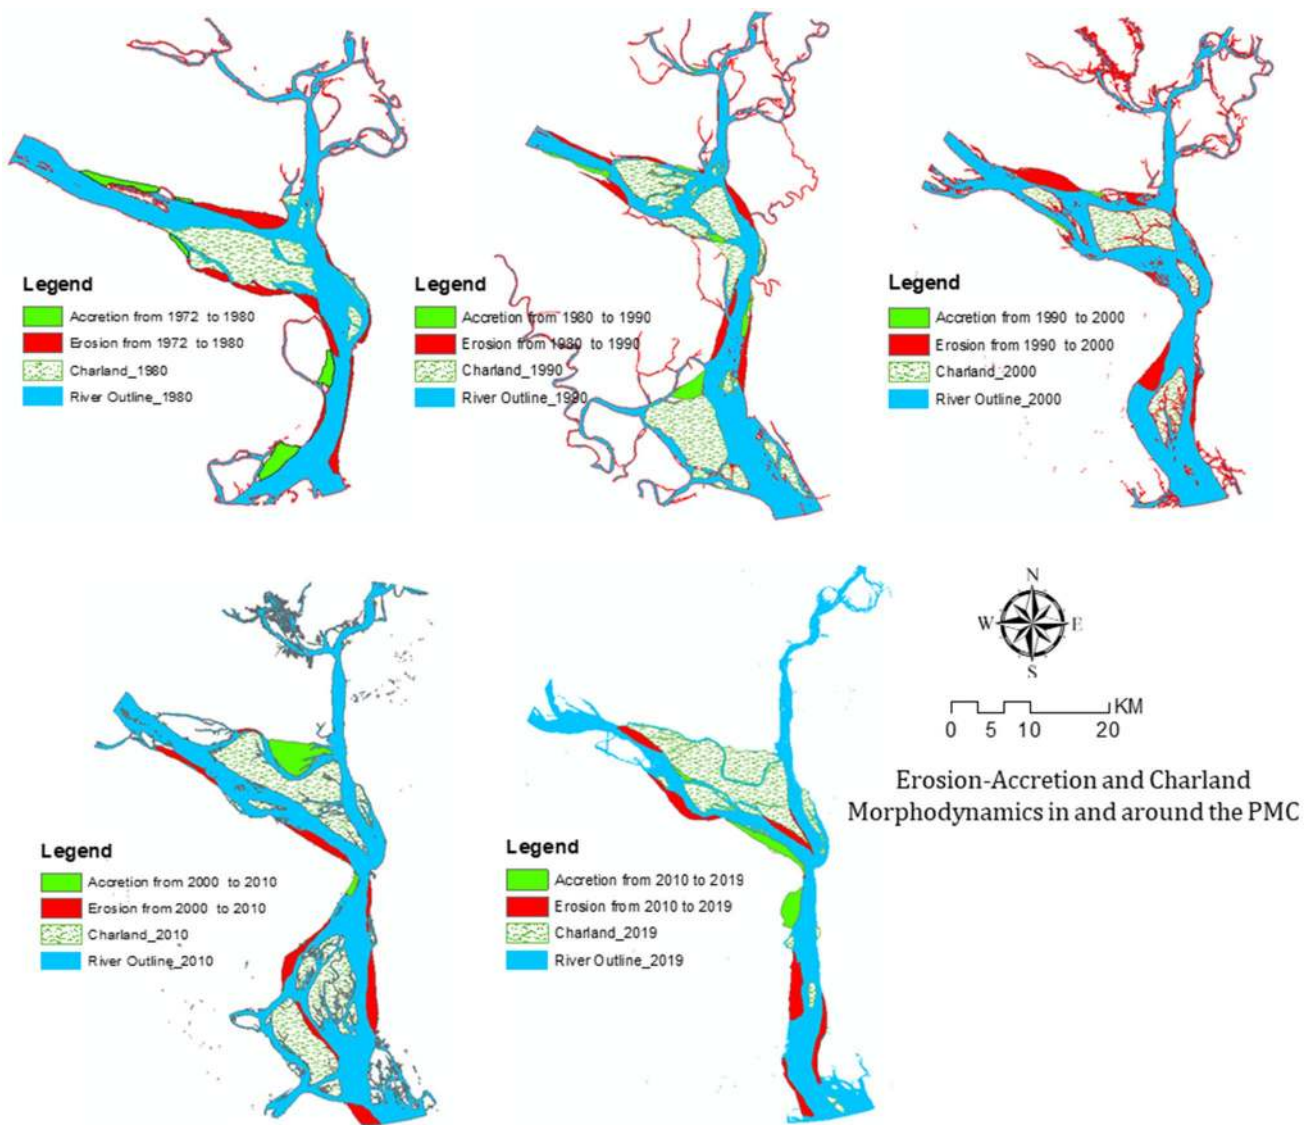 Legend
Accretion from 1972 to 1980
Erosion from 1972 to 1980
Charland_1980
River Outline_1980
Legend
Accretion from 1980 to 1990
Erosion from 1980 to 1990
Charland_1990
River Outline_1990
Legend
Accretion from 1990 to 2000
Erosion from 1990 to 2000
Charland_2000
River Outline_2000
Legend
Accretion from 2000 to 2010
Erosion from 2000 to 2010
Charland_2010
River Outline_2010
Legend
Accretion from 2010 to 2019
Erosion from 2010 to 2019
Charland_2019
River Outline_2019
N
W E
S
KM
0 5 10 20
Erosion-Accretion and Charland
Morphodynamics in and around the PMC